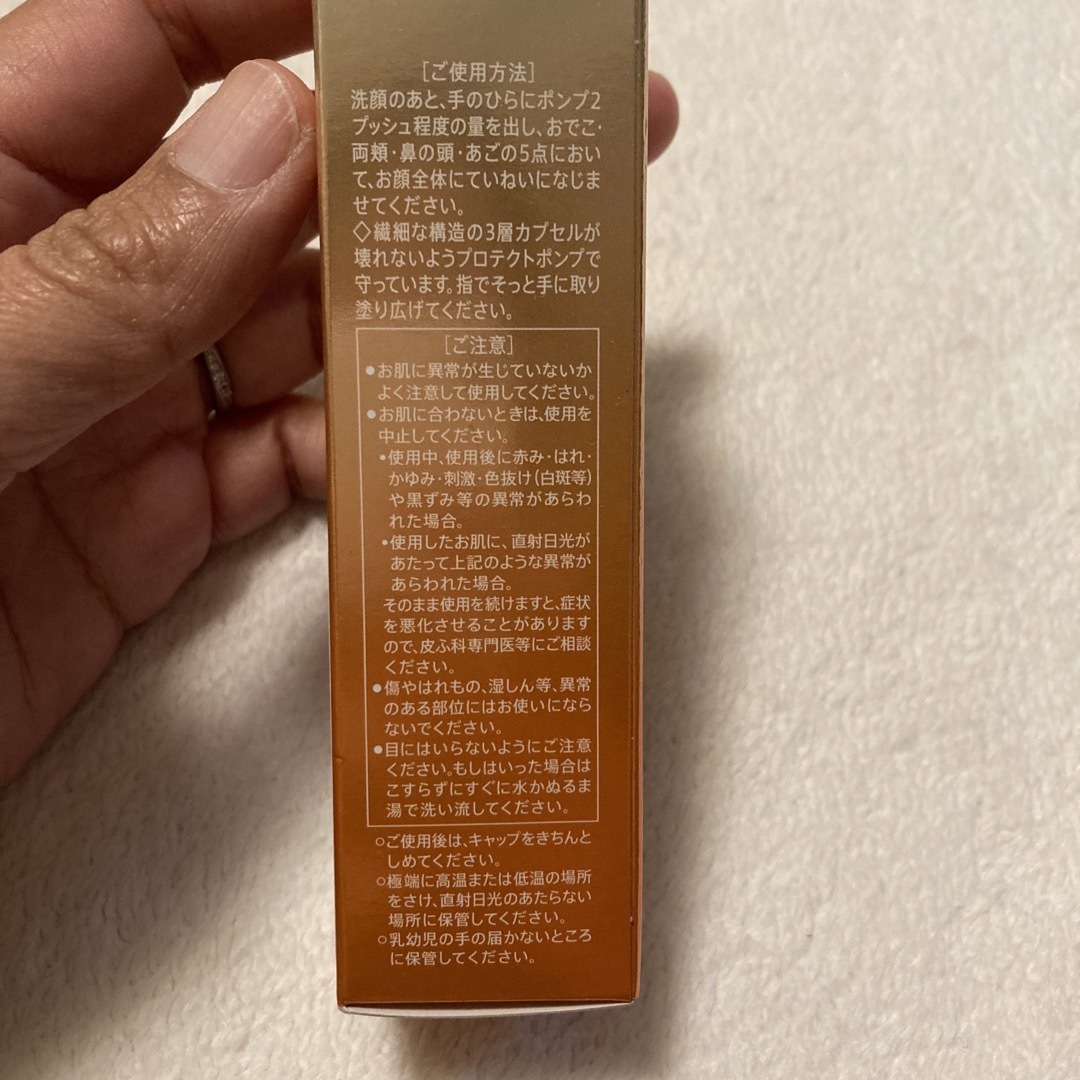 ［ご使用方法］
洗顔のあと、手のひらにポンプ2
プッシュ程度の量を出し、おでこ・
両頬・鼻の頭・あごの5点におい
て、お顔全体にていねいになじま
せてください。
◇繊細な構造の3層カプセルが
壊れないようプロテクトポンプで
守っています。指でそっと手に取り
塗り広げてください。
［ご注意］
●お肌に異常が生じていないか
よく注意して使用してください。
●お肌に合わないときは、使用を
中止してください。
•使用中、使用後に赤み・はれ・
かゆみ・刺激・色抜け（白斑等）
や黒ずみ等の異常があらわ
れた場合。
•使用したお肌に、直射日光が
あたって上記のような異常が
あらわれた場合。
そのまま使用を続けますと、症状
を悪化させることがあります
ので、皮ふ科専門医等にご相談
ください。
●傷やはれもの、湿しん等、異常
のある部位にはお使いになら
ないでください。
●目にはいらないようにご注意
ください。もしはいった場合は
こすらずにすぐに水かぬるま
湯で洗い流してください。
○ご使用後は、キャップをきちんと
しめてください。
○極端に高温または低温の場所
をさけ、直射日光のあたらない
場所に保管してください。
○乳幼児の手の届かないところ
に保管してください。